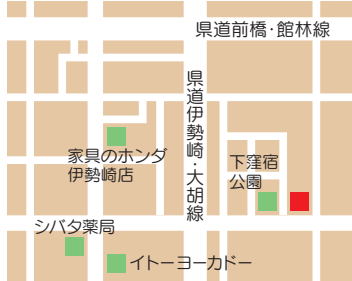 県道前橋・館林線
県道伊勢崎・大胡線
家具のホンダ
伊勢崎店
下窪宿
公園
シバタ薬局
イトーヨーカドー